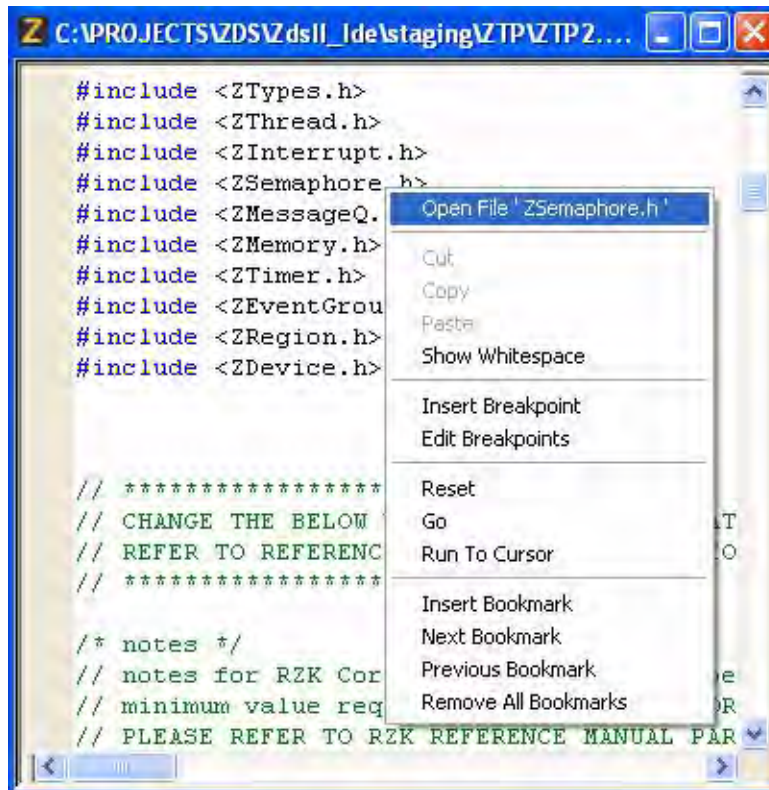 Z C:\PROJECTS\ZDS\ZdsII_Ide\staging\ZTP\ZTP2....
#include <ZTypes.h>
#include <ZThread.h>
#include <ZInterrupt.h>
#include <ZSemaphore.h>
#include <ZMessageQ.
#include <ZMemory.h>
#include <ZTimer.h>
#include <ZEventGrou
#include <ZRegion.h>
#include <ZDevice.h>
Open File ' ZSemaphore.h '
Cut
Copy
Paste
Show Whitespace
Insert Breakpoint
Edit Breakpoints
Reset
Go
Run To Cursor
Insert Bookmark
Next Bookmark
Previous Bookmark
Remove All Bookmarks
// *****************
// CHANGE THE BELOW
// REFER TO REFERENC
// *****************
/* notes */
// notes for RZK Cor
// minimum value req
// PLEASE REFER TO RZK REFERENCE MANUAL PAR